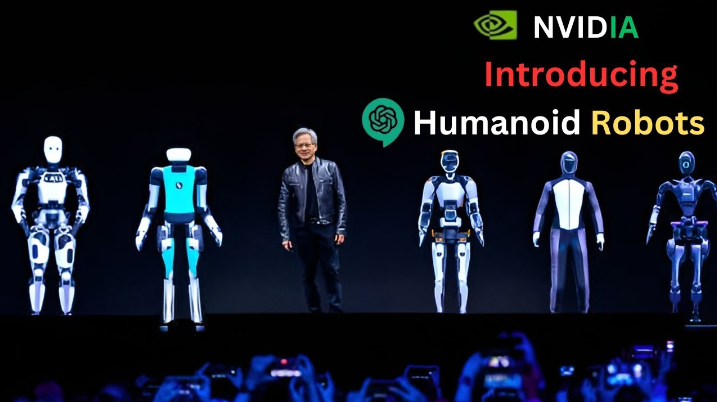 NVIDIA
Introducing
Humanoid Robots